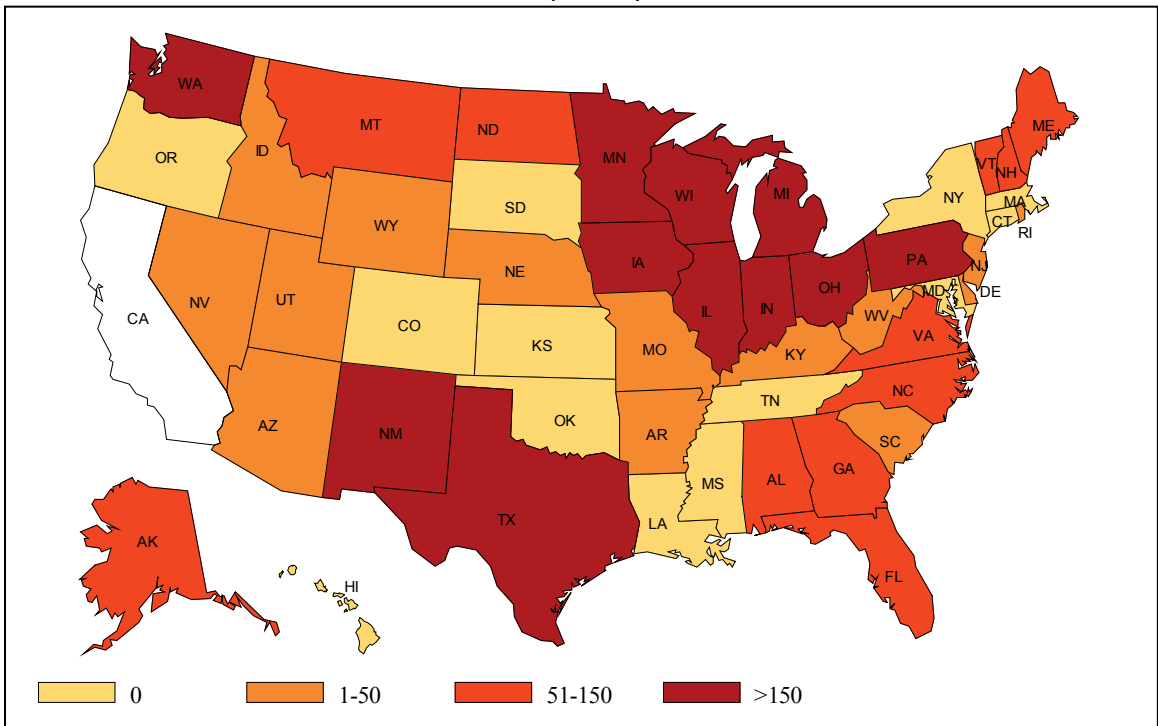 WA
MT
ND
ME
OR
ID
MN
VT
NH
WI
MI
SD
NY
MA
WY
CT
RI
IA
PA
NE
NJ
NV
UT
IL
IN
OH
MD
DE
CA
CO
WV
KS
MO
KY
VA
AZ
NM
OK
TN
NC
AR
SC
MS
AL
GA
TX
LA
AK
HI
FL
0 1-50 51-150 >150